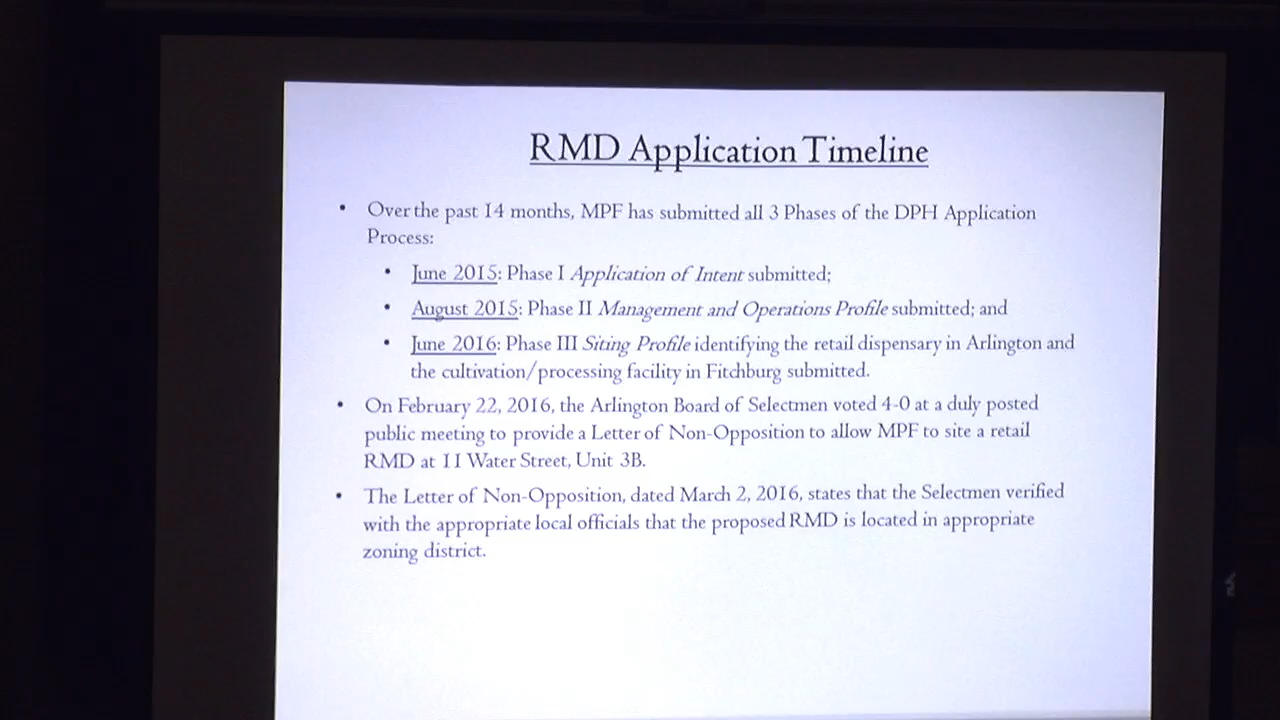 RMD Application Timeline
• Over the past 14 months, MPF has submitted all 3 Phases of the DPH Application
Process:
• June 2015: Phase I Application of Intent submitted;
• August 2015: Phase II Management and Operations Profile submitted; and
• June 2016: Phase III Siting Profile identifying the retail dispensary in Arlington and
the cultivation/processing facility in Fitchburg submitted.
• On February 22, 2016, the Arlington Board of Selectmen voted 4-0 at a duly posted
public meeting to provide a Letter of Non-Opposition to allow MPF to site a retail
RMD at 11 Water Street, Unit 3B.
• The Letter of Non-Opposition, dated March 2, 2016, states that the Selectmen verified
with the appropriate local officials that the proposed RMD is located in appropriate
zoning district.